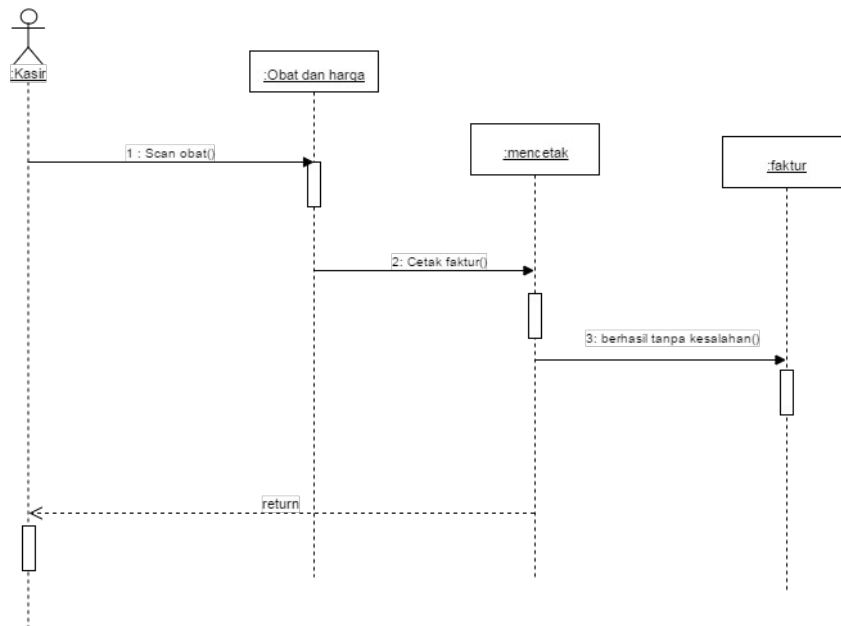 :Kasir
:Obat dan harga
:mencetak
:faktur
1 : Scan obat()
2: Cetak faktur()
3: berhasil tanpa kesalahan()
return